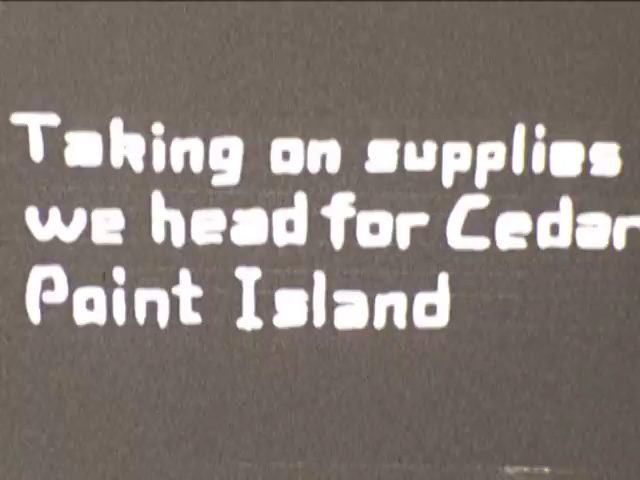 Taking on supplies
we head for Cedar
Point Island